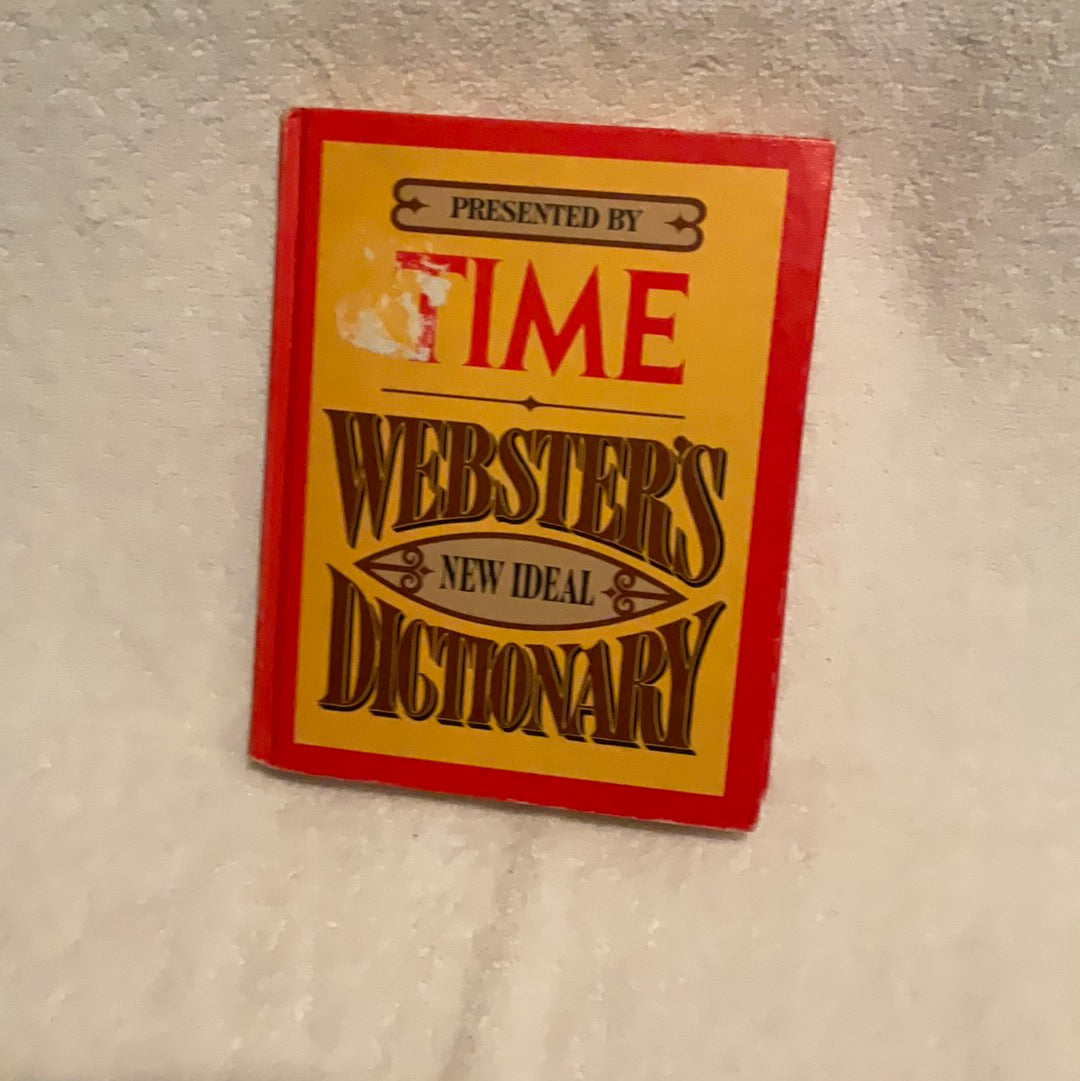 PRESENTED BY
TIME
WEBSTER'S
NEW IDEAL
DICTIONARY